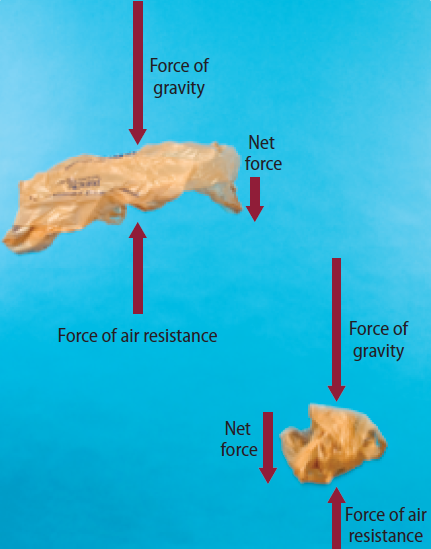 Force of
gravity
Net
force
Force of air resistance
Force of
gravity
Net
force
Force of air
resistance